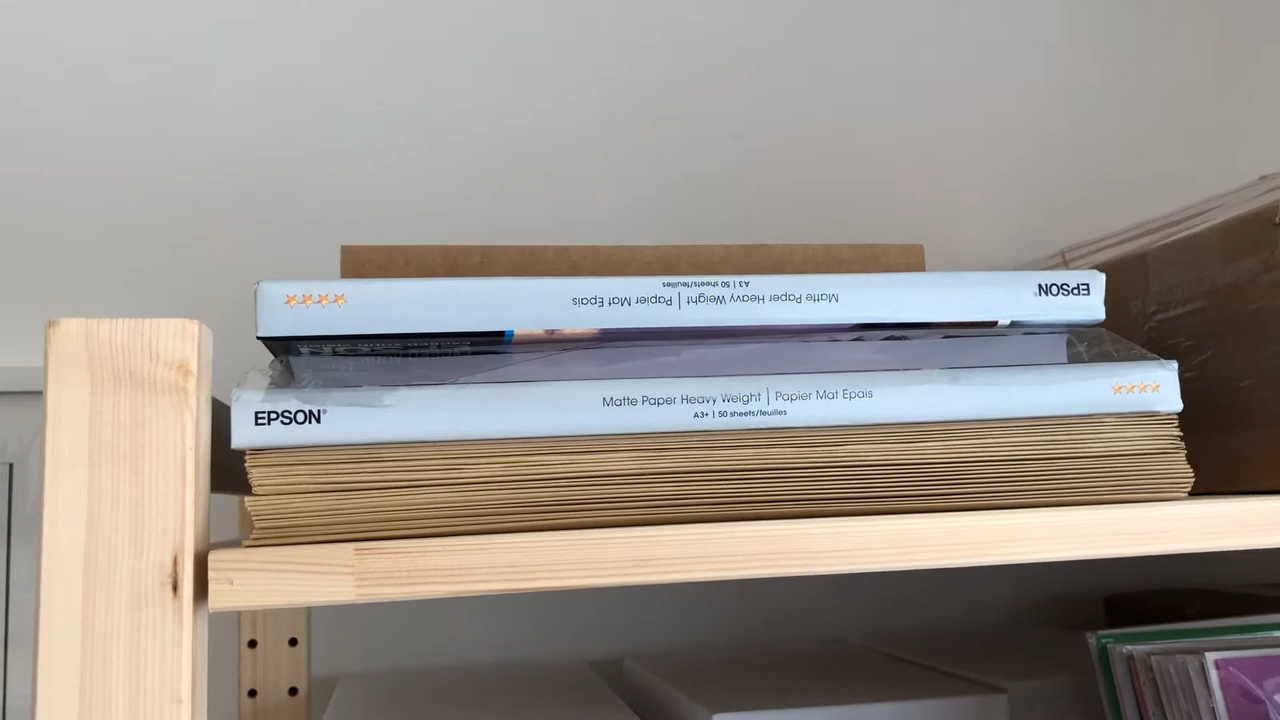 A3 | 50 sheets/feuilles
Matte Paper Heavy Weight | Papier Mat Epais
EPSON®
EPSON®
Matte Paper Heavy Weight | Papier Mat Epais
A3+ | 50 sheets/feuilles